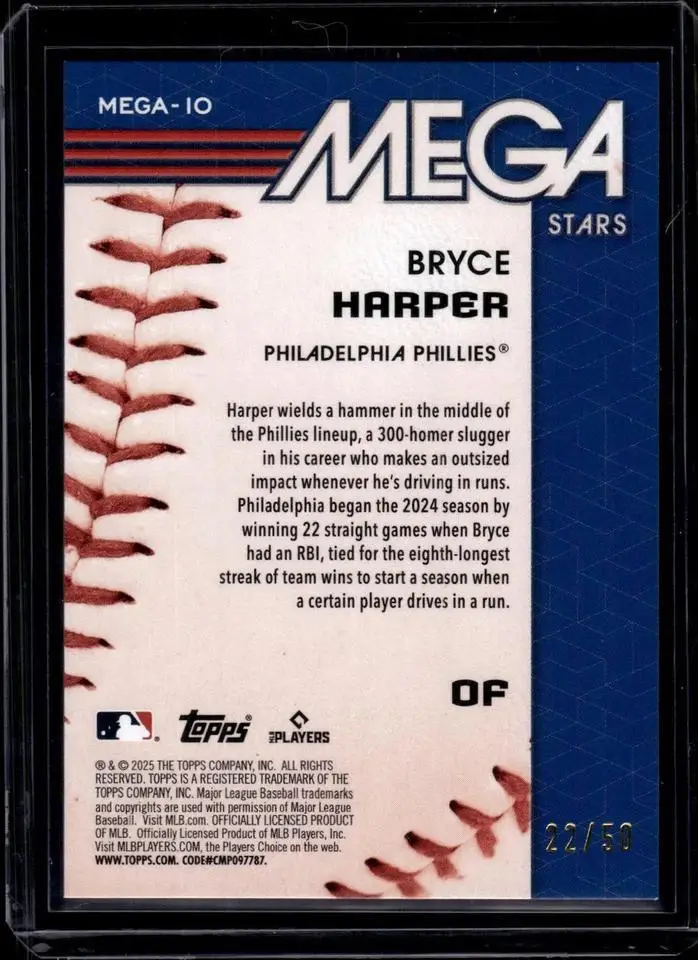 MEGA-10
MEGA
STARS
BRYCE
HARPER
PHILADELPHIA PHILLIES®
Harper wields a hammer in the middle of
the Phillies lineup, a 300-homer slugger
in his career who makes an outsized
impact whenever he's driving in runs.
Philadelphia began the 2024 season by
winning 22 straight games when Bryce
had an RBI, tied for the eighth-longest
streak of team wins to start a season when
a certain player drives in a run.
OF
topps®
MLB PLAYERS
® & © 2025 THE TOPPS COMPANY, INC. ALL RIGHTS
RESERVED. TOPPS IS A REGISTERED TRADEMARK OF THE
TOPPS COMPANY, INC. Major League Baseball trademarks
and copyrights are used with permission of Major League
Baseball. Visit MLB.com. OFFICIALLY LICENSED PRODUCT
OF MLB. Officially Licensed Product of MLB Players, Inc.
Visit MLBPLAYERS.COM, the Players Choice on the web.
WWW.TOPPS.COM. CODE#CMP097787.
22/50